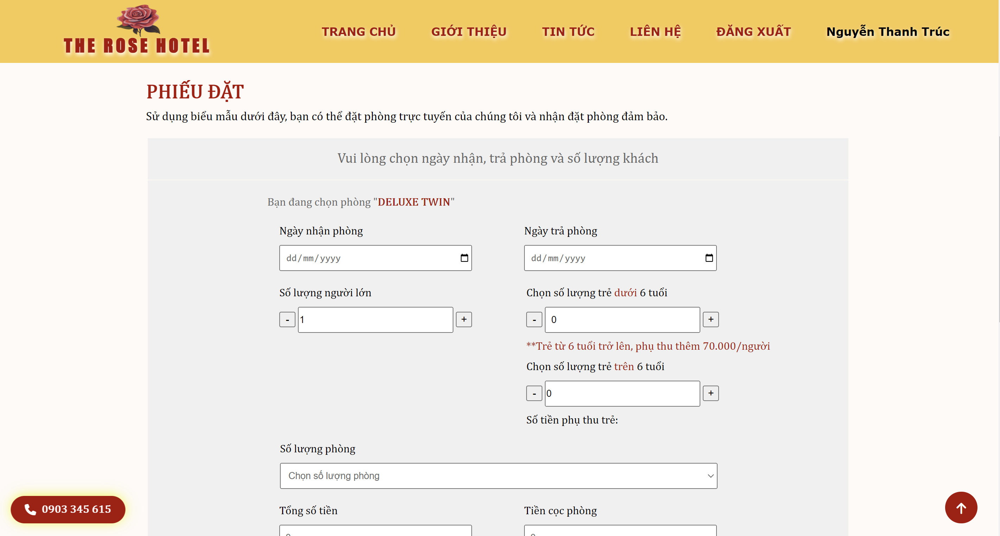 THE ROSE HOTEL
TRANG CHỦ GIỚI THIỆU TIN TỨC LIÊN HỆ ĐĂNG XUẤT Nguyễn Thanh Trúc
PHIẾU ĐẶT
Sử dụng biểu mẫu dưới đây, bạn có thể đặt phòng trực tuyến của chúng tôi và nhận đặt phòng đảm bảo.
Vui lòng chọn ngày nhận, trả phòng và số lượng khách
Bạn đang chọn phòng "DELUXE TWIN"
Ngày nhận phòng Ngày trả phòng
dd/mm/yyyy dd/mm/yyyy
Số lượng người lớn Chọn số lượng trẻ dưới 6 tuổi
- 1 + - 0 +
**Trẻ từ 6 tuổi trở lên, phụ thu thêm 70.000/người
Chọn số lượng trẻ trên 6 tuổi
- 0 +
Số tiền phụ thu trẻ:
Số lượng phòng
Chọn số lượng phòng
0903 345 615
Tổng số tiền Tiền cọc phòng